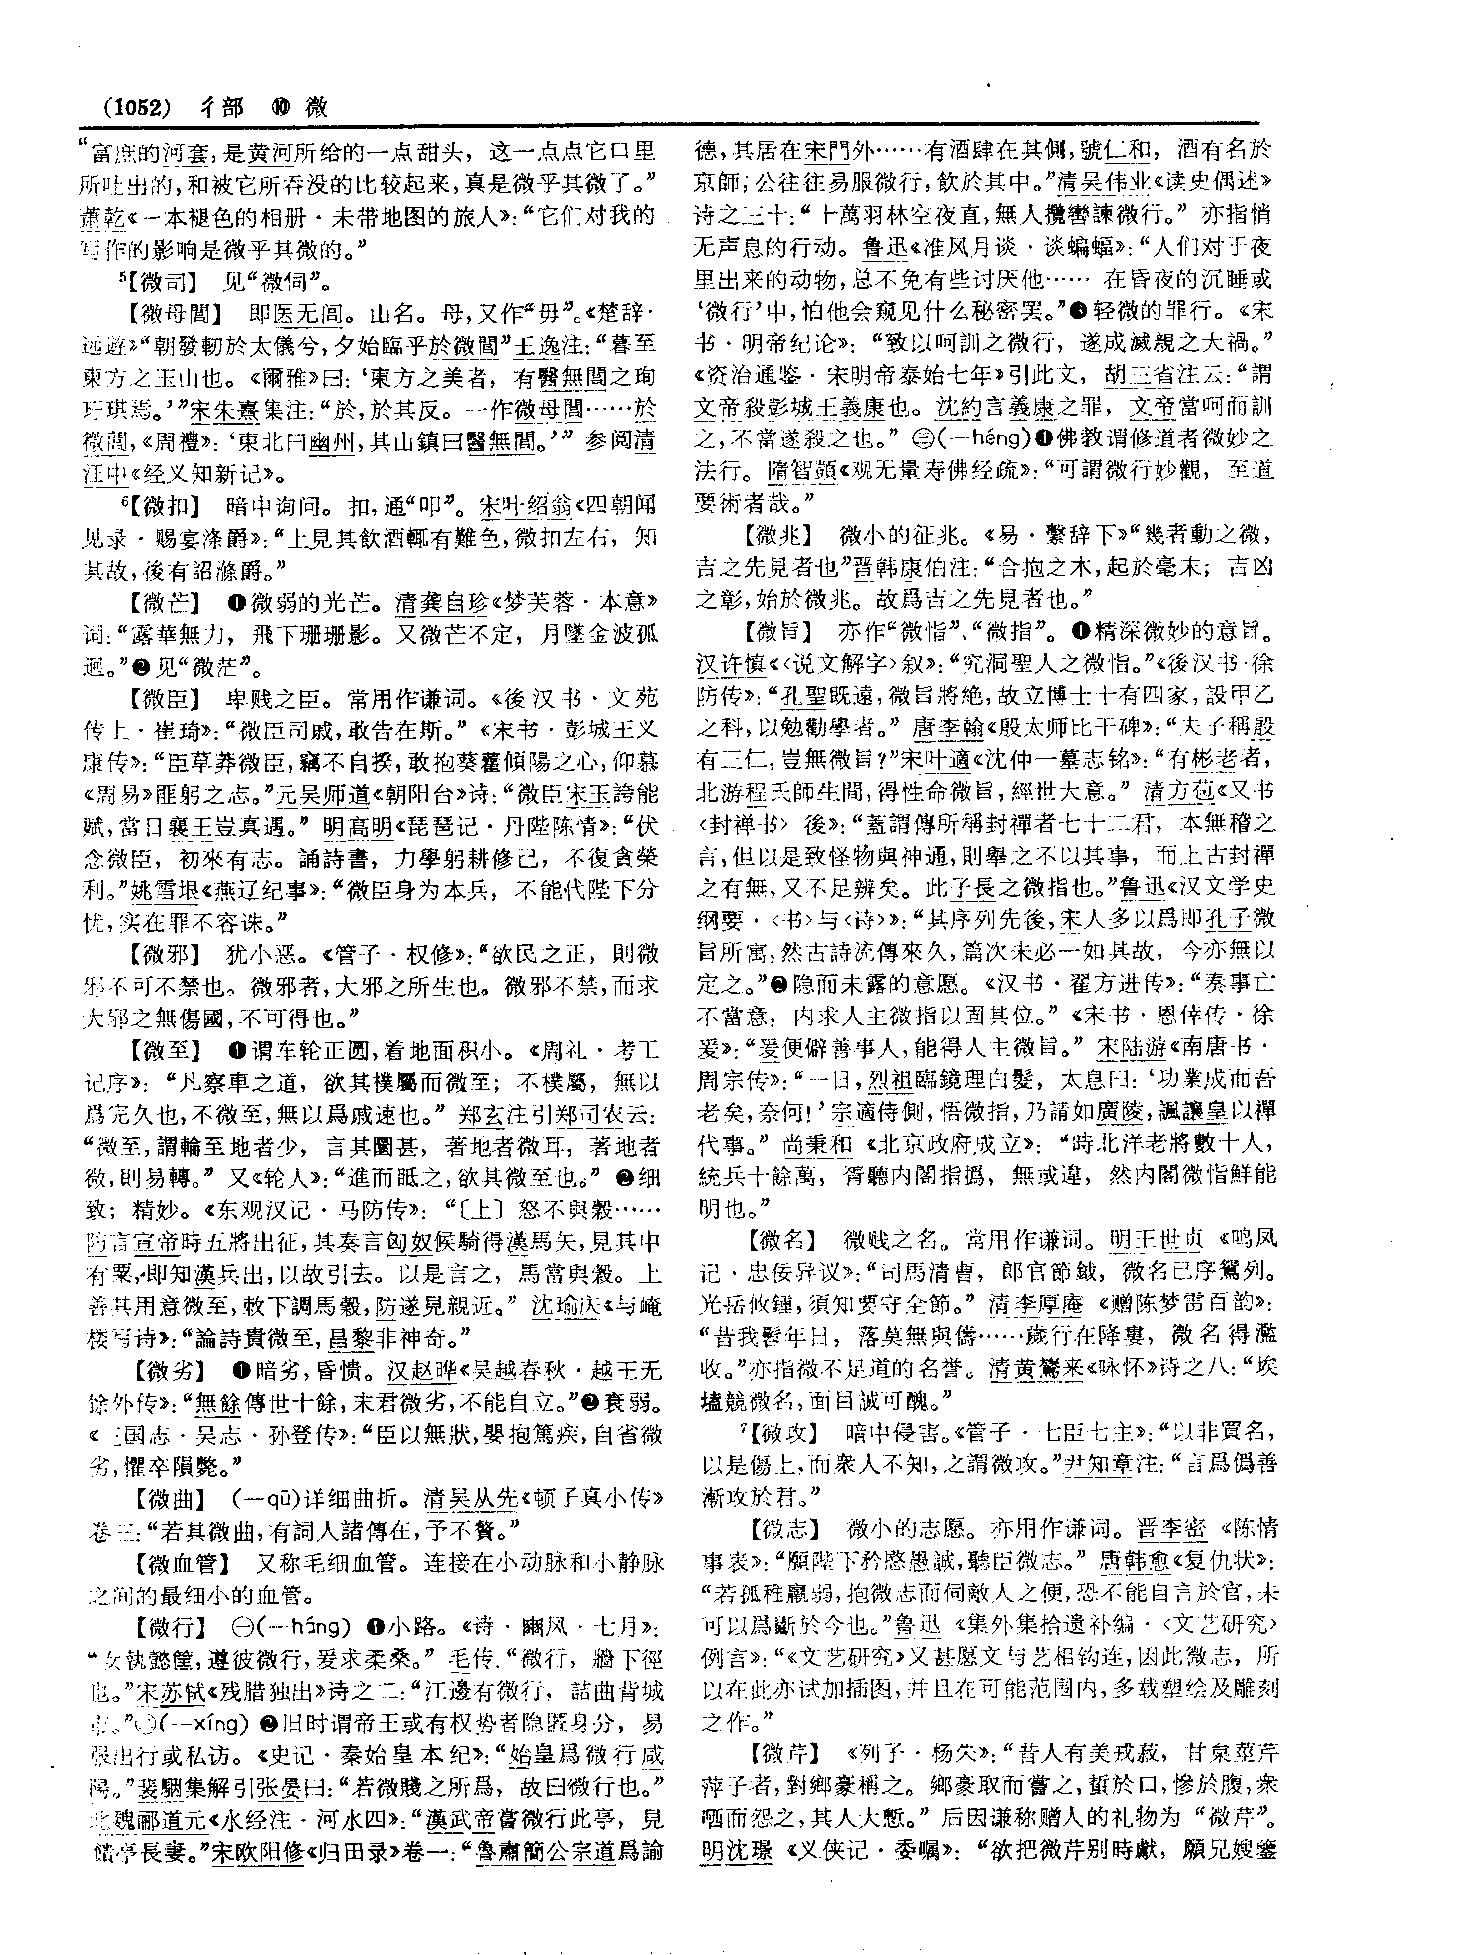 (1052) 彳部 ⑩ 微
“富庶的河套,是黄河所给的一点甜头，这一点点它口里
所吐出的,和被它所吞没的比较起来,真是微乎其微了。”
萧乾《一本褪色的相册·未带地图的旅人》:“它们对我的
写作的影响是微乎其微的。”
⁵【微司】 见“微伺”。
【微母閭】 即医无闾。山名。母,又作“毋”。《楚辞·
远遊》“朝發軔於太儀兮,夕始臨乎於微閭”王逸注:“暮至
東方之玉山也。《爾雅》曰:‘東方之美者，有醫無閭之珣
玗琪焉。’”宋朱熹集注:“於,於其反。一作微母閭……於
微閭,《周禮》:‘東北曰幽州,其山鎮曰醫無閭。’” 参阅清
汪中《经义知新记》。
⁶【微扣】 暗中询问。扣,通“叩”。宋叶绍翁《四朝闻
见录·赐宴涤爵》:“上見其飲酒輒有難色,微扣左右，知
其故,後有詔滌爵。”
【微芒】 ❶微弱的光芒。清龚自珍《梦芙蓉·本意》
词:“露華無力，飛下珊珊影。又微芒不定，月墜金波孤
迥。”❷见“微茫”。
【微臣】 卑贱之臣。常用作谦词。《後汉书·文苑
传上·崔琦》:“微臣司戚,敢告在斯。”《宋书·彭城王义
康传》:“臣草莽微臣,竊不自揆,敢抱葵藿傾陽之心,仰慕
《周易》匪躬之志。”元吴师道《朝阳台》诗:“微臣宋玉誇能
赋,當日襄王豈真遇。”明高明《琵琶记·丹陛陈情》:“伏
念微臣，初來有志。誦詩書，力學躬耕修已，不復貪榮
利。”姚雪垠《燕辽纪事》:“微臣身为本兵，不能代陛下分
忧,实在罪不容诛。”
【微邪】 犹小恶。《管子·权修》:“欲民之正，則微
邪不可不禁也。微邪者,大邪之所生也。微邪不禁,而求
大邪之無傷國,不可得也。”
【微至】 ❶谓车轮正圆,着地面积小。《周礼·考工
记序》:“凡察車之道，欲其樸屬而微至；不樸屬，無以
爲完久也,不微至,無以爲戚速也。”郑玄注引郑司农云:
“微至,謂輪至地者少，言其圜甚，著地者微耳，著地者
微,則易轉。”又《轮人》:“進而眡之,欲其微至也。”❷细
致；精妙。《东观汉记·马防传》:“〔上〕怒不與穀……
防言宣帝時五將出征,其奏言匈奴候騎得漢馬矢,見其中
有粟,即知漢兵出,以故引去。以是言之，馬當與穀。上
善其用意微至,敕下調馬穀,防遂見親近。”沈瑜庆《与崦
楼写诗》:“論詩貴微至,昌黎非神奇。”
【微劣】 ❶暗劣,昏愦。汉赵晔《吴越春秋·越王无
馀外传》:“無餘傳世十餘,末君微劣,不能自立。”❷衰弱。
《三国志·吴志·孙登传》:“臣以無狀,嬰抱篤疾,自省微
劣,懼卒隕斃。”
【微曲】 (—qū)详细曲折。清吴从先《顿子真小传》
卷三:“若其微曲,有詞人諸傳在,予不贅。”
【微血管】 又称毛细血管。连接在小动脉和小静脉
之间的最细小的血管。
【微行】 ㊀(—háng) ❶小路。《诗·豳风·七月》:
“女執懿筐,遵彼微行,爰求柔桑。”毛传:“微行，牆下徑
也。”宋苏轼《残腊独出》诗之二:“江邊有微行，詰曲背城
市。”㊁(—xíng) ❷旧时谓帝王或有权势者隐匿身分，易
服出行或私访。《史记·秦始皇本纪》:“始皇爲微行咸
陽。”裴駰集解引张晏曰:“若微賤之所爲，故曰微行也。”
北魏郦道元《水经注·河水四》:“漢武帝嘗微行此亭，見
饋亭長妻。”宋欧阳修《归田录》卷一:“魯肅簡公宗道爲諭
德,其居在宋門外……有酒肆在其側,號仁和，酒有名於
京師；公往往易服微行,飲於其中。”清吴伟业《读史偶述》
诗之三十:“十萬羽林空夜直,無人攬轡諫微行。”亦指悄
无声息的行动。鲁迅《准风月谈·谈蝙蝠》:“人们对于夜
里出来的动物,总不免有些讨厌他……在昏夜的沉睡或
‘微行’中,怕他会窥见什么秘密罢。”❸轻微的罪行。《宋
书·明帝纪论》:“致以呵訓之微行，遂成滅親之大禍。”
《资治通鉴·宋明帝泰始七年》引此文，胡三省注云:“謂
文帝殺彭城王義康也。沈約言義康之罪，文帝當呵而訓
之,不當遂殺之也。”㊂(—héng)❶佛教谓修道者微妙之
法行。隋智顗《观无量寿佛经疏》:“可謂微行妙觀，至道
要術者哉。”
【微兆】 微小的征兆。《易·繫辞下》“幾者動之微，
吉之先見者也”晋韩康伯注:“合抱之木,起於毫末；吉凶
之彰,始於微兆。故爲吉之先見者也。”
【微旨】 亦作“微恉”、“微指”。❶精深微妙的意旨。
汉许慎《〈说文解字〉叙》:“究洞聖人之微恉。”《後汉书·徐
防传》:“孔聖既遠,微旨將絶,故立博士十有四家,設甲乙
之科,以勉勸學者。”唐李翰《殷太师比干碑》:“夫子稱殷
有三仁,豈無微旨?”宋叶適《沈仲一墓志铭》:“有彬老者，
北游程氏師生間,得性命微旨,經世大意。”清方苞《又书
〈封禅书〉後》:“蓋謂傳所稱封禪者七十二君，本無稽之
言,但以是致怪物與神通,則舉之不以其事，而上古封禪
之有無,又不足辨矣。此子長之微指也。”鲁迅《汉文学史
纲要·〈书〉与〈诗〉》:“其序列先後,宋人多以爲即孔子微
旨所寓,然古詩流傳來久,篇次未必一如其故，今亦無以
定之。”❷隐而未露的意愿。《汉书·翟方进传》:“奏事亡
不當意，内求人主微指以固其位。”《宋书·恩倖传·徐
爰》:“爰便僻善事人,能得人主微旨。”宋陆游《南唐书·
周宗传》:“一日,烈祖臨鏡理白髮，太息曰:‘功業成而吾
老矣,奈何!’宗適侍側,悟微指,乃請如廣陵,諷讓皇以禪
代事。”尚秉和《北京政府成立》:“時北洋老將數十人，
統兵十餘萬，胥聽内閣指撝，無或違，然内閣微恉鮮能
明也。”
【微名】 微贱之名。常用作谦词。明王世贞《鸣凤
记·忠佞异议》:“司馬清曹，郎官節鉞，微名已序鴛列。
光岳攸鍾,須知要守全節。”清李厚庵《赠陈梦雷百韵》:
“昔我髫年日，落莫無與儔……歲行在降婁，微名得濫
收。”亦指微不足道的名誉。清黄鷟来《咏怀》诗之八:“埃
壒競微名,面目誠可醜。”
⁷【微攻】 暗中侵害。《管子·七臣七主》:“以非買名，
以是傷上,而衆人不知,之謂微攻。”尹知章注:“言爲僞善
漸攻於君。”
【微志】 微小的志愿。亦用作谦词。晋李密《陈情
事表》:“願陛下矜愍愚誠,聽臣微志。”唐韩愈《复仇状》:
“若孤稚羸弱,抱微志而伺敵人之便,恐不能自言於官,未
可以爲斷於今也。”鲁迅《集外集拾遗补编·〈文艺研究〉
例言》:“《文艺研究》又甚愿文与艺相钩连,因此微志，所
以在此亦试加插图,并且在可能范围内,多载塑绘及雕刻
之作。”
【微芹】 《列子·杨朱》:“昔人有美戎菽，甘枲莖芹
萍子者,對鄉豪稱之。鄉豪取而嘗之,蜇於口,慘於腹,衆
哂而怨之,其人大慙。”后因谦称赠人的礼物为“微芹”。
明沈璟《义侠记·委嘱》:“欲把微芹别時獻，願兄嫂鑒